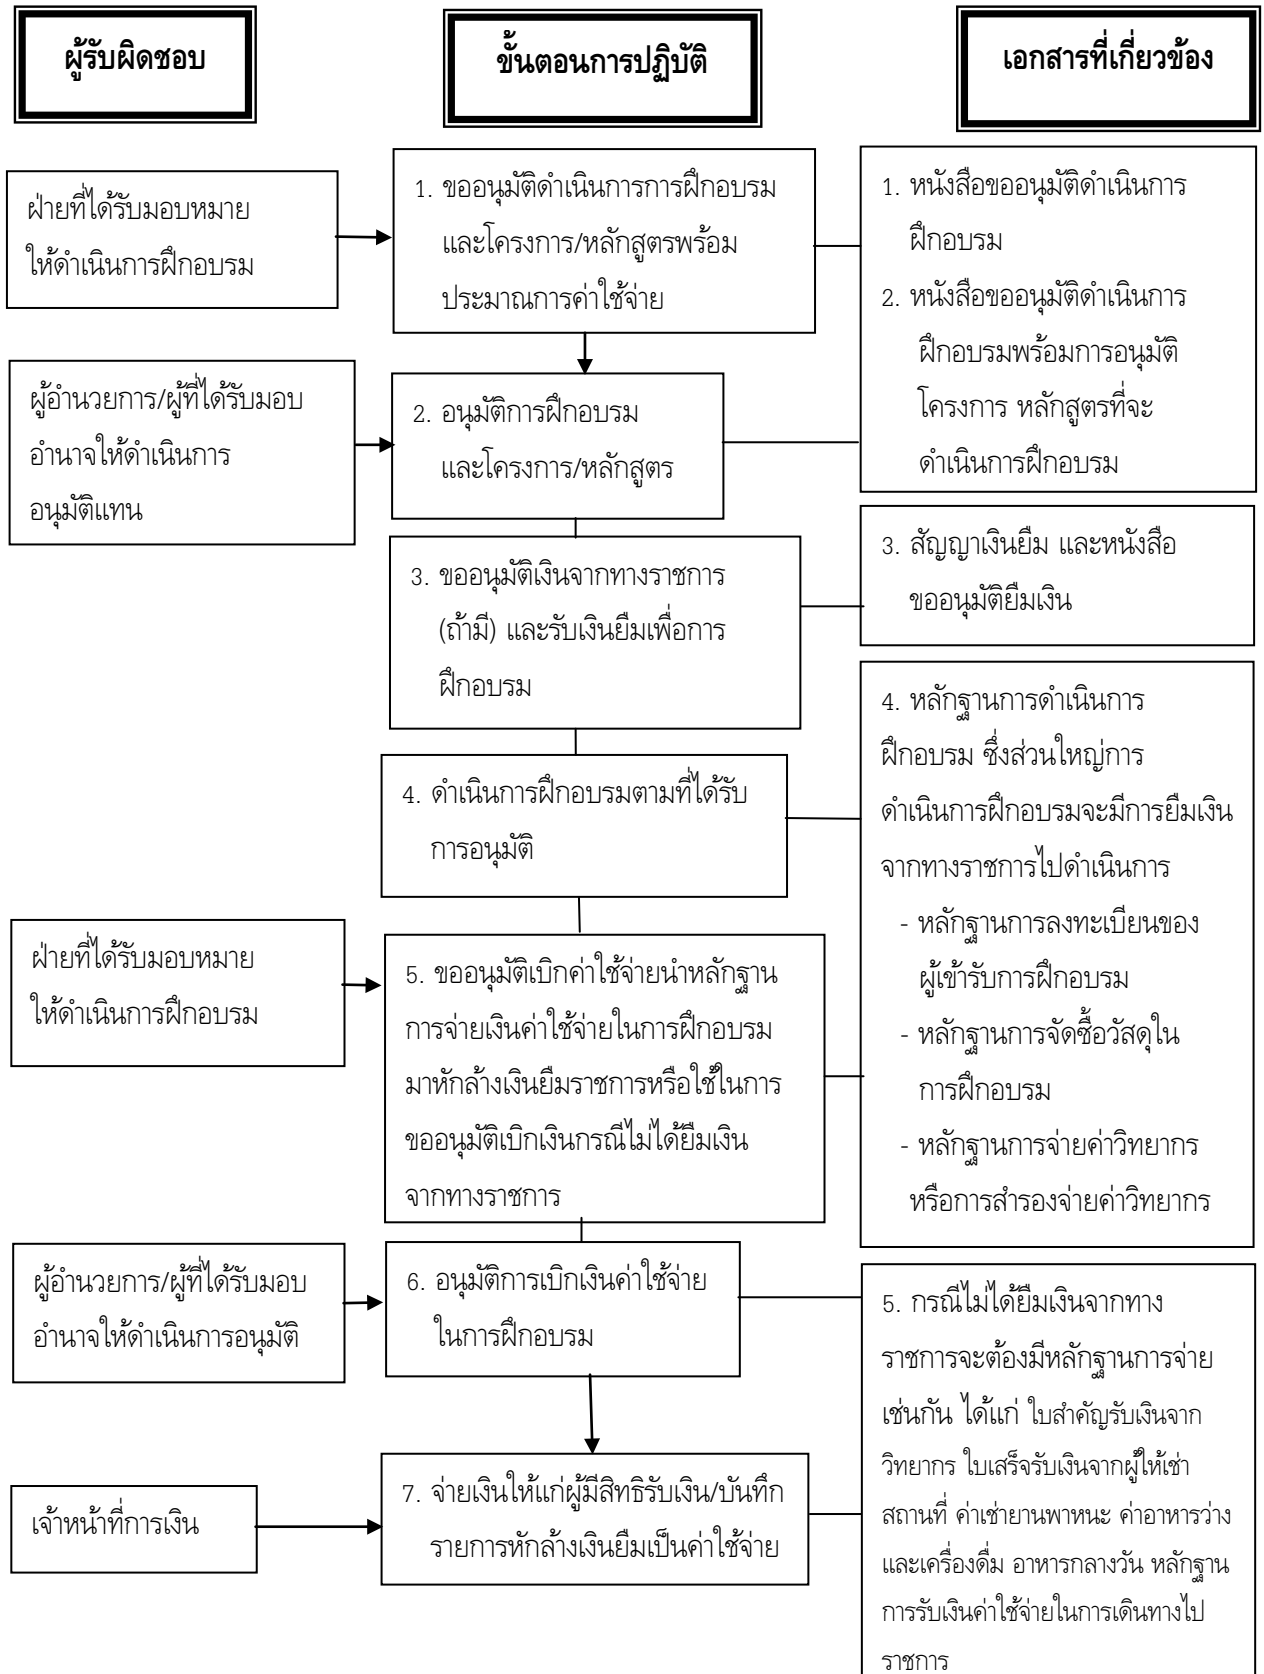 ผู้รับผิดชอบ
ขั้นตอนการปฏิบัติ
เอกสารที่เกี่ยวข้อง
ฝ่ายที่ได้รับมอบหมาย
ให้ดำเนินการฝึกอบรม
1. ขออนุมัติดำเนินการการฝึกอบรม
และโครงการ/หลักสูตรพร้อม
ประมาณการค่าใช้จ่าย
1. หนังสือขออนุมัติดำเนินการ
ฝึกอบรม
2. หนังสือขออนุมัติดำเนินการ
ฝึกอบรมพร้อมการอนุมัติ
โครงการ หลักสูตรที่จะ
ดำเนินการฝึกอบรม
ผู้อำนวยการ/ผู้ที่ได้รับมอบ
อำนาจให้ดำเนินการ
อนุมัติแทน
2. อนุมัติการฝึกอบรม
และโครงการ/หลักสูตร
3. ขออนุมัติเงินจากทางราชการ
(ถ้ามี) และรับเงินยืมเพื่อการ
ฝึกอบรม
3. สัญญาเงินยืม และหนังสือ
ขออนุมัติยืมเงิน
4. ดำเนินการฝึกอบรมตามที่ได้รับ
การอนุมัติ
4. หลักฐานการดำเนินการ
ฝึกอบรม ซึ่งส่วนใหญ่การ
ดำเนินการฝึกอบรมจะมีการยืมเงิน
จากทางราชการไปดำเนินการ
- หลักฐานการลงทะเบียนของ
ผู้เข้ารับการฝึกอบรม
- หลักฐานการจัดซื้อวัสดุใน
การฝึกอบรม
- หลักฐานการจ่ายค่าวิทยากร
หรือการสำรองจ่ายค่าวิทยากร
ฝ่ายที่ได้รับมอบหมาย
ให้ดำเนินการฝึกอบรม
5. ขออนุมัติเบิกค่าใช้จ่ายนำหลักฐาน
การจ่ายเงินค่าใช้จ่ายในการฝึกอบรม
มาหักล้างเงินยืมราชการหรือใช้ในการ
ขออนุมัติเบิกเงินกรณีไม่ได้ยืมเงิน
จากทางราชการ
ผู้อำนวยการ/ผู้ที่ได้รับมอบ
อำนาจให้ดำเนินการอนุมัติ
6. อนุมัติการเบิกเงินค่าใช้จ่าย
ในการฝึกอบรม
5. กรณีไม่ได้ยืมเงินจากทาง
ราชการจะต้องมีหลักฐานการจ่าย
เช่นกัน ได้แก่ ใบสำคัญรับเงินจาก
วิทยากร ใบเสร็จรับเงินจากผู้ให้เช่า
สถานที่ ค่าเช่ายานพาหนะ ค่าอาหารว่าง
และเครื่องดื่ม อาหารกลางวัน หลักฐาน
การรับเงินค่าใช้จ่ายในการเดินทางไป
ราชการ
เจ้าหน้าที่การเงิน
7. จ่ายเงินให้แก่ผู้มีสิทธิรับเงิน/บันทึก
รายการหักล้างเงินยืมเป็นค่าใช้จ่าย